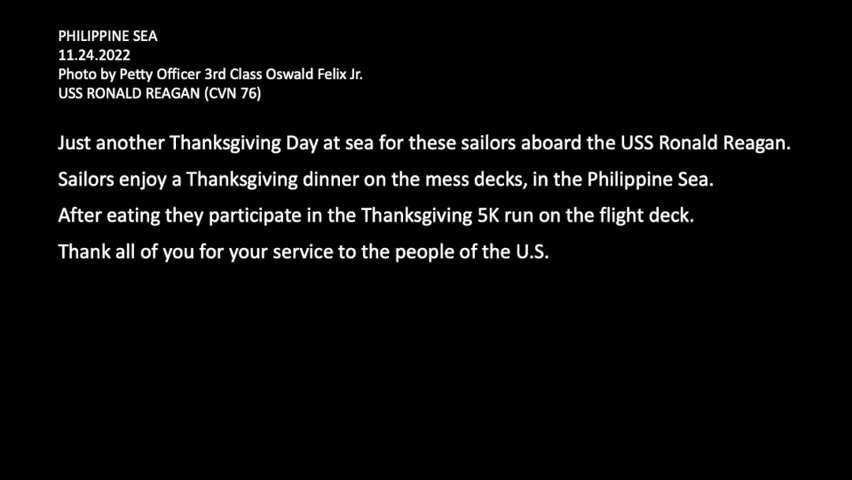 PHILIPPINE SEA
11.24.2022
Photo by Petty Officer 3rd Class Oswald Felix Jr.
USS RONALD REAGAN (CVN 76)
Just another Thanksgiving Day at sea for these sailors aboard the USS Ronald Reagan.
Sailors enjoy a Thanksgiving dinner on the mess decks, in the Philippine Sea.
After eating they participate in the Thanksgiving 5K run on the flight deck.
Thank all of you for your service to the people of the U.S.